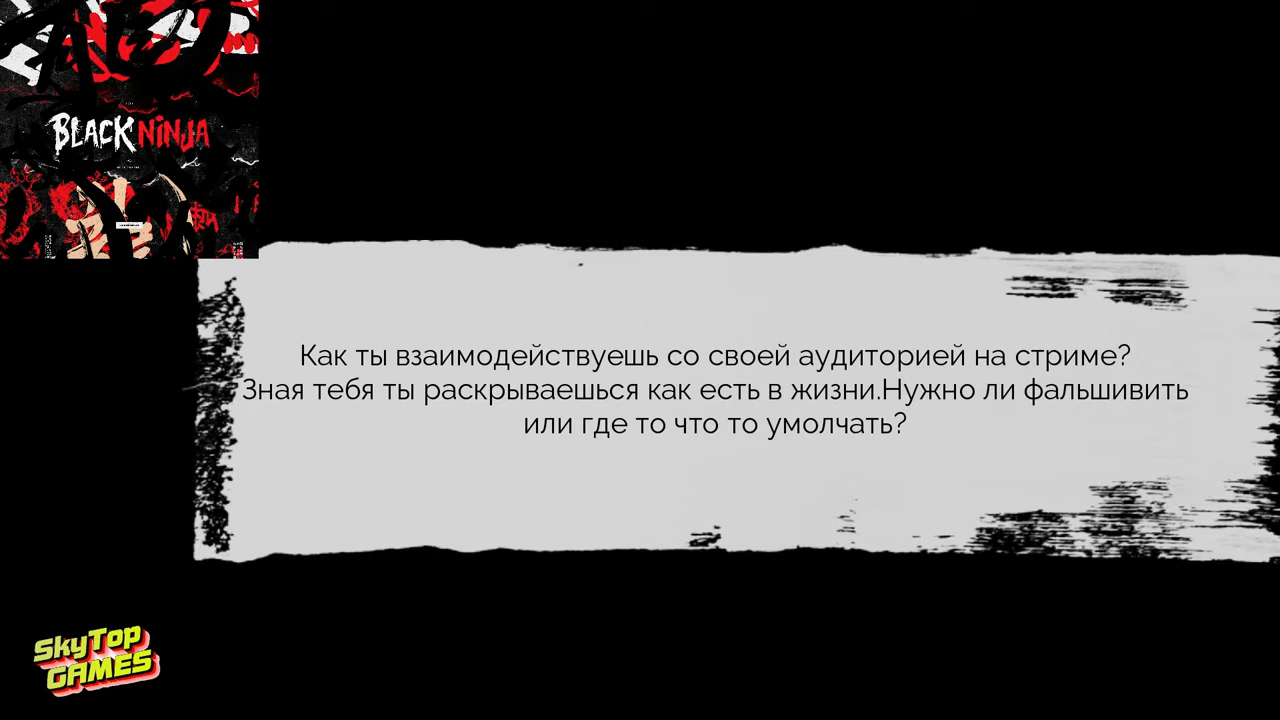 BLACK NINJA
Как ты взаимодействуешь со своей аудиторией на стриме?
Зная тебя ты раскрываешься как есть в жизни.Нужно ли фальшивить
или где то что то умолчать?
SkyTop
GAMES